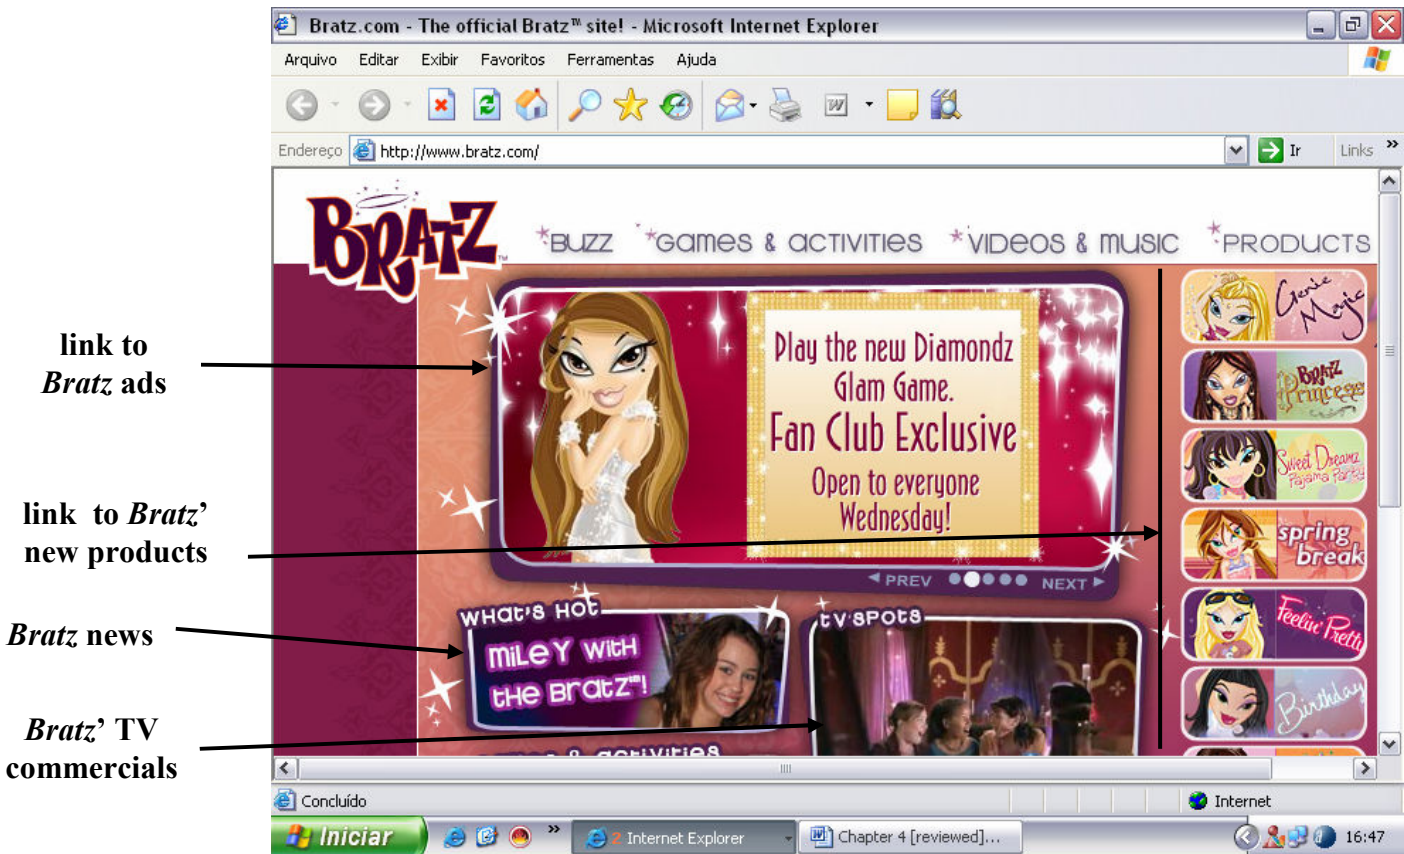 Bratz.com - The official Bratz™ site! - Microsoft Internet Explorer
Arquivo Editar Exibir Favoritos Ferramentas Ajuda
Endereço http://www.bratz.com/ Ir Links »
BRATZ™
BUZZ GAMES & ACTIVITIES VIDEOS & MUSIC PRODUCTS
link to
Bratz ads
link to Bratz’
new products
Bratz news
Bratz’ TV
commercials
Play the new Diamondz
Glam Game.
Fan Club Exclusive
Open to everyone
Wednesday!
PREV NEXT
WHAT'S HOT
MILEY WITH
THE BRATZ™!
TV SPOTS
& ACTIVITIES
Genie
Magic
BRATZ
Princess
Sweet Dreamz
Pajama Party
spring
break
Feelin' Pretty
Birthday
Concluído Internet
Iniciar » 2 Internet Explorer Chapter 4 [reviewed]... 16:47